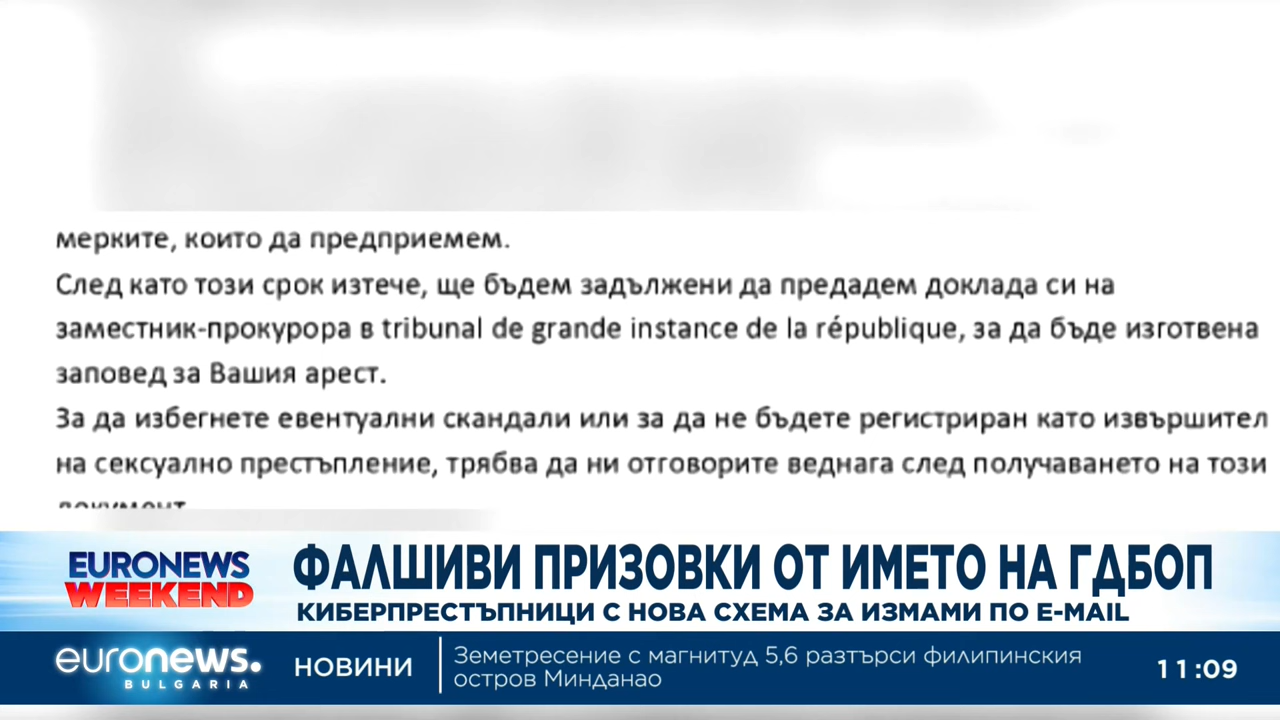 мерките, които да предприемем.
След като този срок изтече, ще бъдем задължени да предадем доклада си на
заместник-прокурора в tribunal de grande instance de la république, за да бъде изготвена
заповед за Вашия арест.
За да избегнете евентуални скандали или за да не бъдете регистриран като извършител
на сексуално престъпление, трябва да ни отговорите веднага след получаването на този
документ
EURONEWS
WEEKEND
ФАЛШИВИ ПРИЗОВКИ ОТ ИМЕТО НА ГДБОП
КИБЕРПРЕСТЪПНИЦИ С НОВА СХЕМА ЗА ИЗМАМИ ПО E-MAIL
euronews.
BULGARIA
НОВИНИ
Земетресение с магнитуд 5,6 разтърси филипинския
остров Минданао
11:09